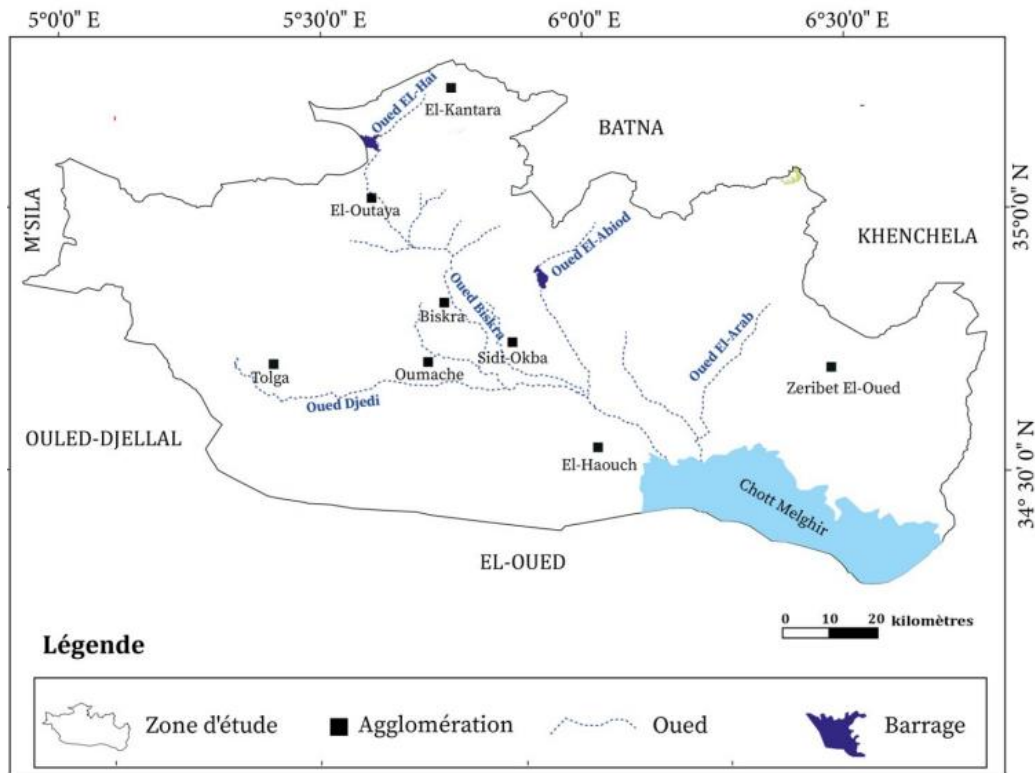 5°0'0" E
5°30'0" E
6°00" E
6°30'0" E
Oued EL-Hai
El-Kantara
BATNA
M'SILA
El-Outaya
35°0'0" N
KHENCHELA
Oued El-Abiod
Oued Biskra
Biskra
Oued El-Arab
Sidi-Okba
Tolga
Oumache
Zeribet El-Oued
Oued Djedi
OULED-DJELLAL
El-Haouch
34° 30' 0" N
Chott Melghir
EL-OUED
0 10 20 kilomètres
Légende
Zone d'étude
Agglomération
Oued
Barrage